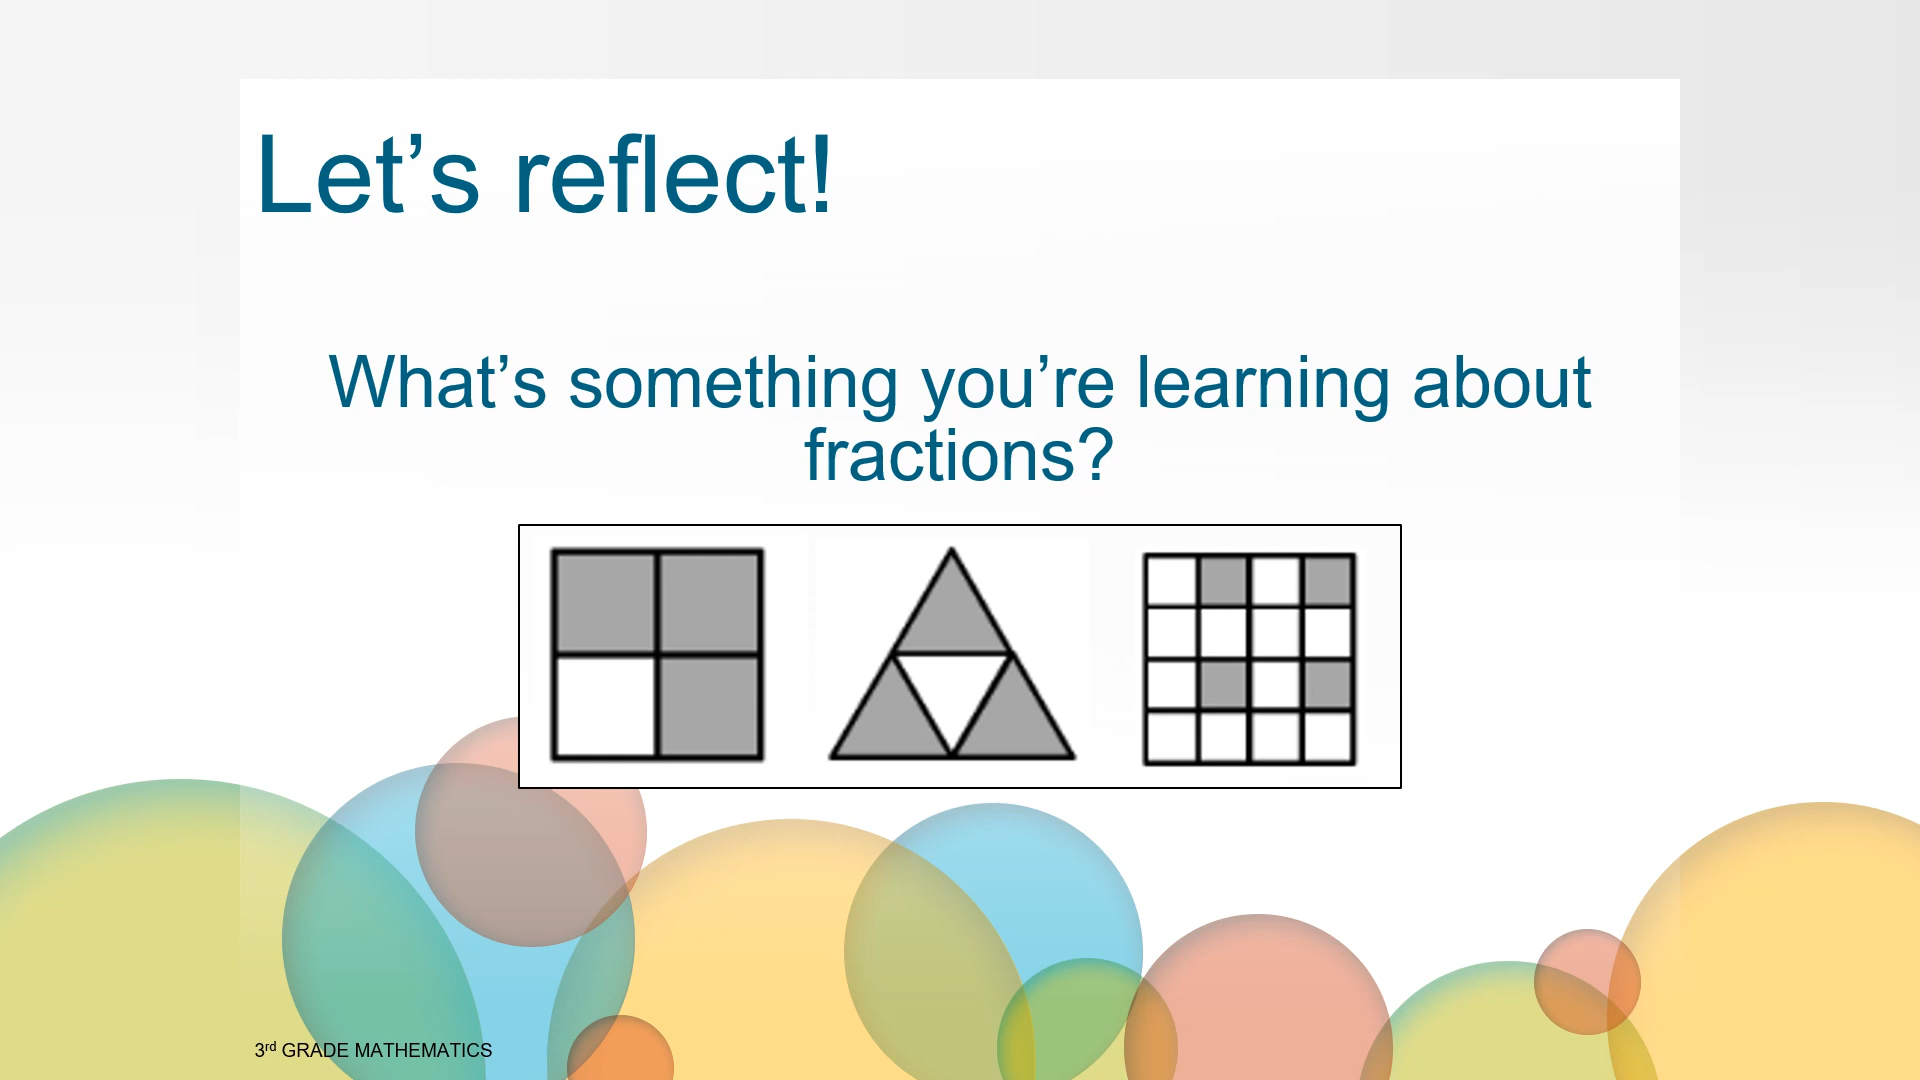 Let’s reflect!
What’s something you’re learning about
fractions?
3rd GRADE MATHEMATICS